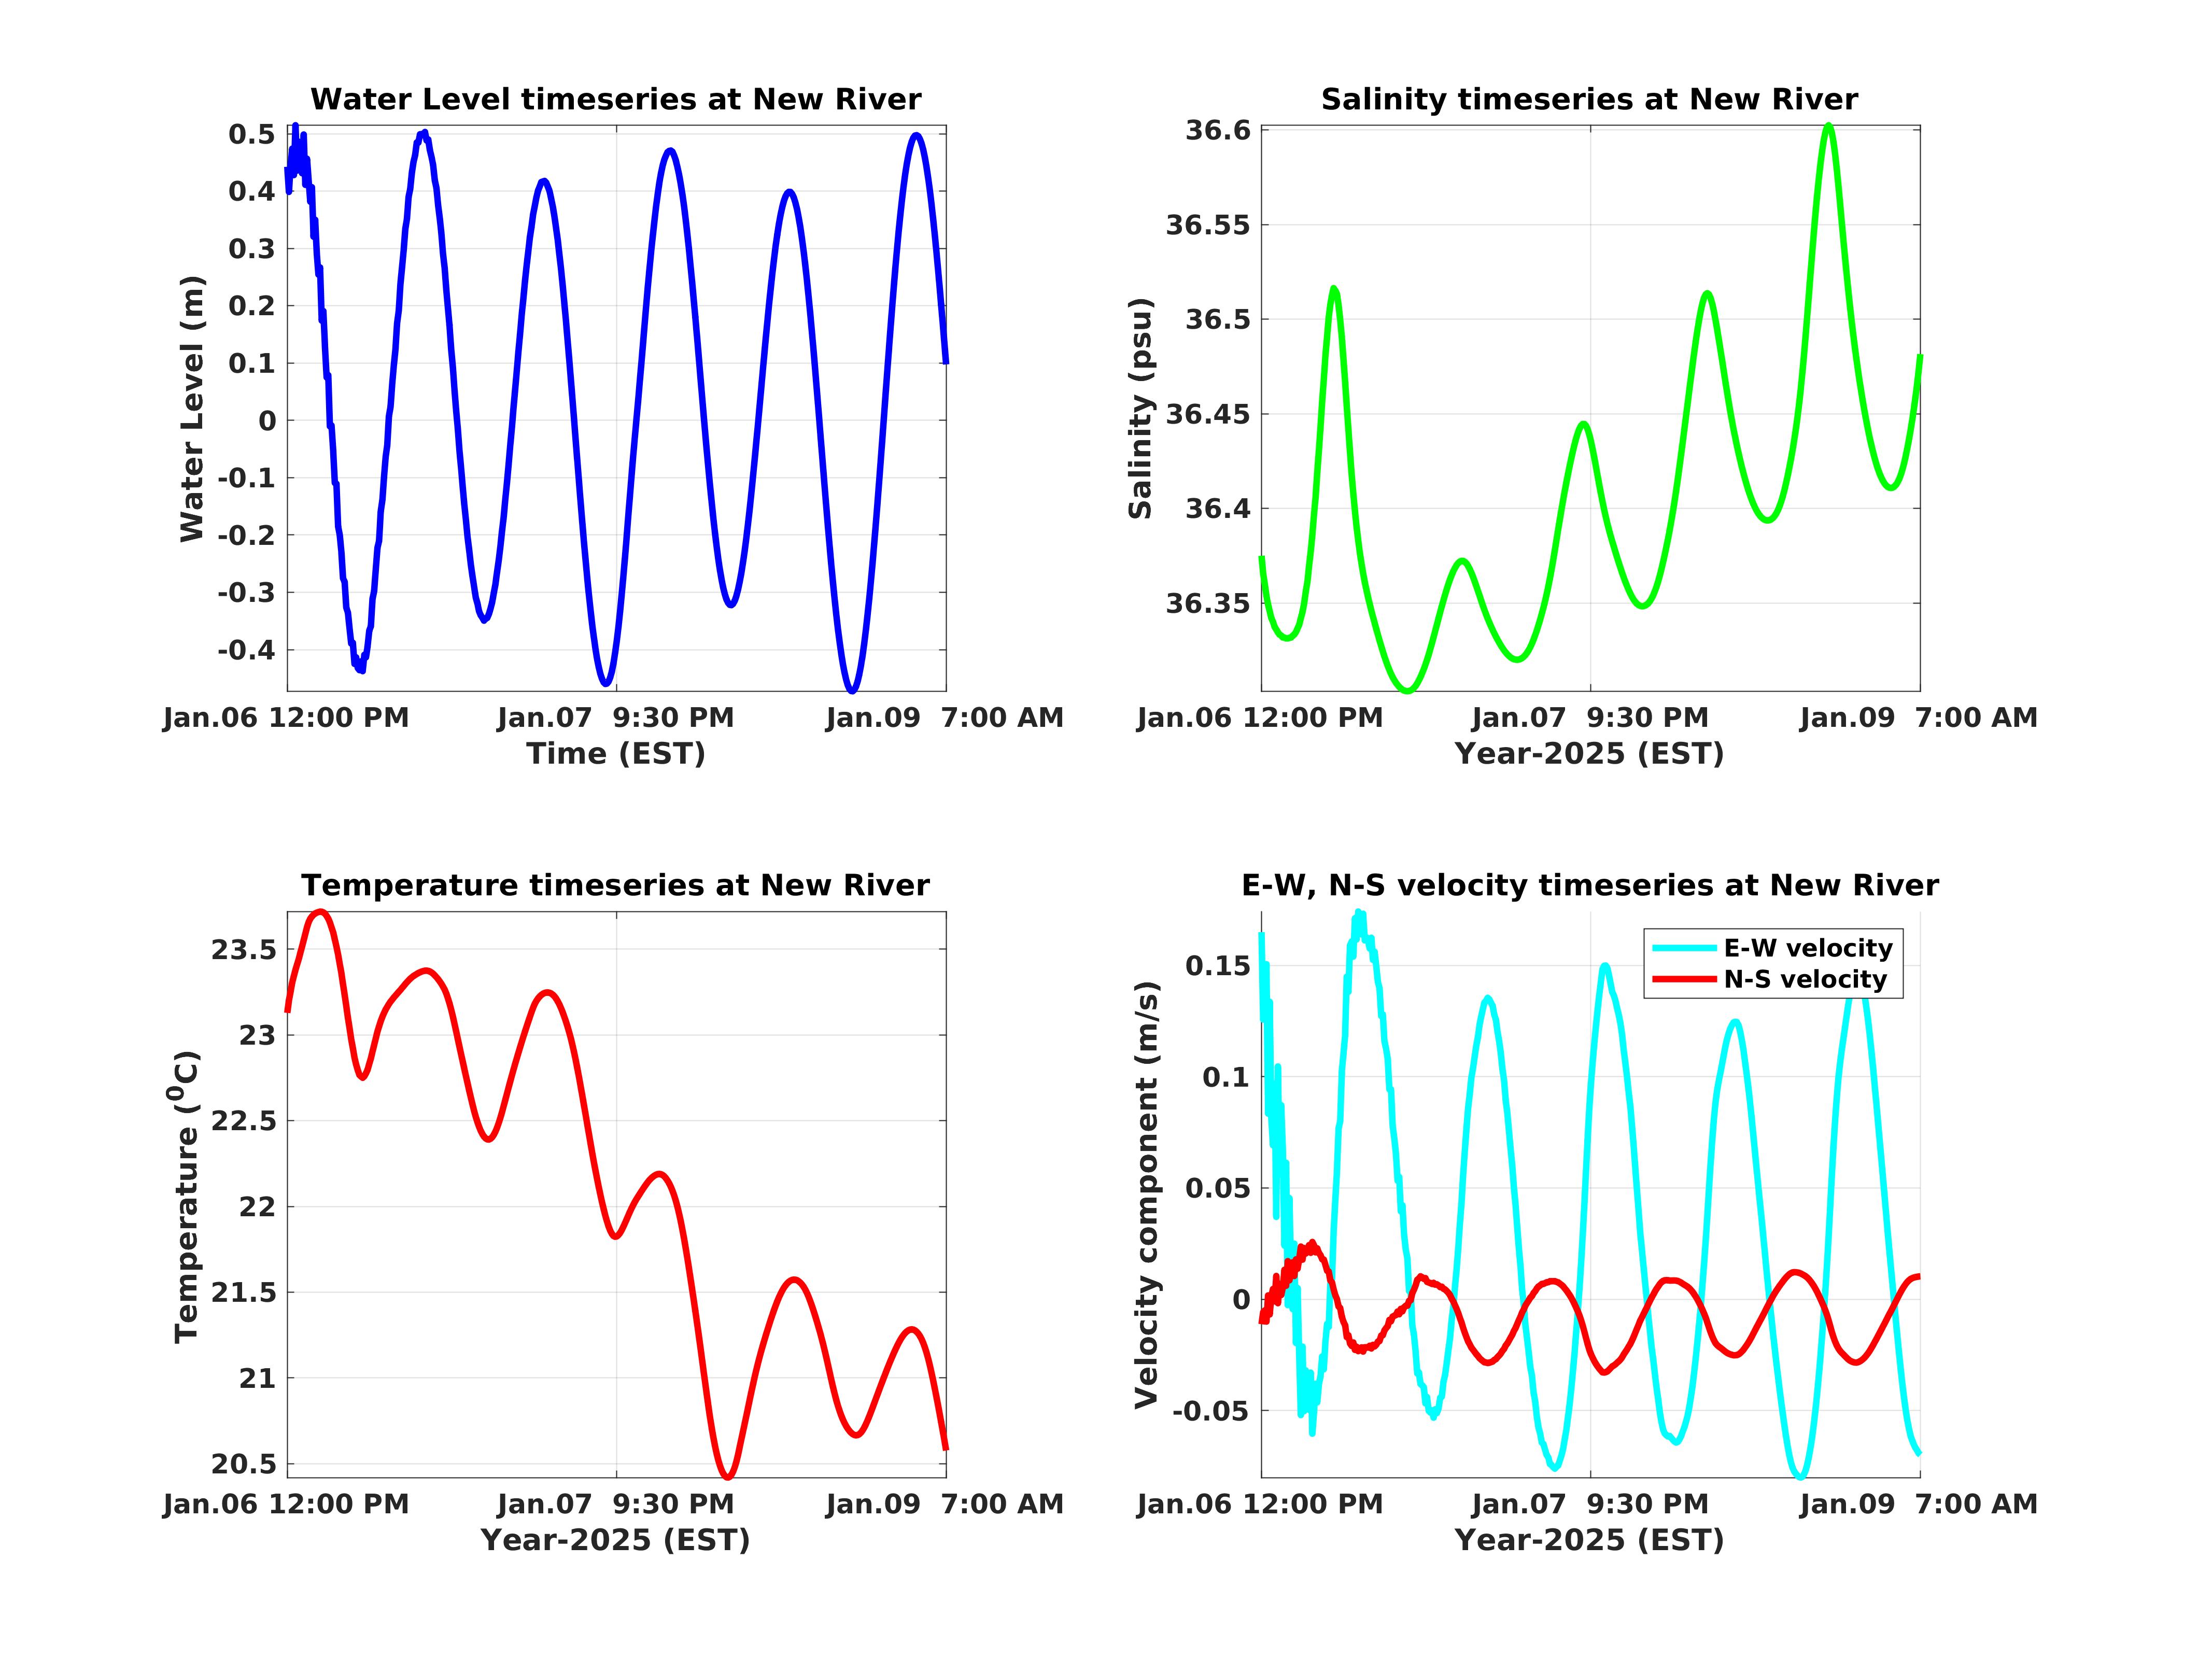 Water Level timeseries at New River
0.5
0.4
0.3
0.2
0.1
0
-0.1
-0.2
-0.3
-0.4
Water Level (m)
Jan.06 12:00 PM
Jan.07 9:30 PM
Jan.09 7:00 AM
Time (EST)
Salinity timeseries at New River
36.6
36.55
36.5
36.45
36.4
36.35
Salinity (psu)
Jan.06 12:00 PM
Jan.07 9:30 PM
Jan.09 7:00 AM
Year-2025 (EST)
Temperature timeseries at New River
23.5
23
22.5
22
21.5
21
20.5
Temperature (⁰C)
Jan.06 12:00 PM
Jan.07 9:30 PM
Jan.09 7:00 AM
Year-2025 (EST)
E-W, N-S velocity timeseries at New River
E-W velocity
N-S velocity
0.15
0.1
0.05
0
-0.05
Velocity component (m/s)
Jan.06 12:00 PM
Jan.07 9:30 PM
Jan.09 7:00 AM
Year-2025 (EST)